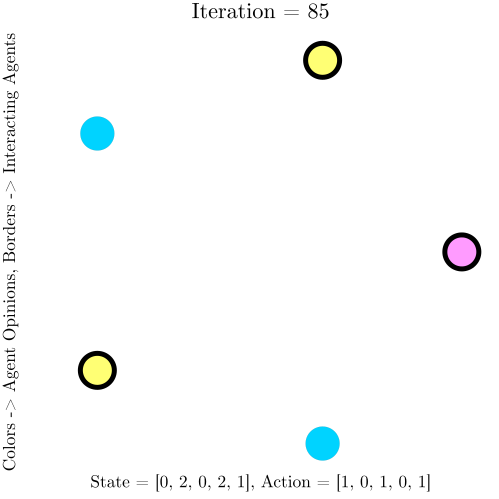 Iteration = 85
Colors -> Agent Opinions, Borders -> Interacting Agents
State = [0, 2, 0, 2, 1], Action = [1, 0, 1, 0, 1]